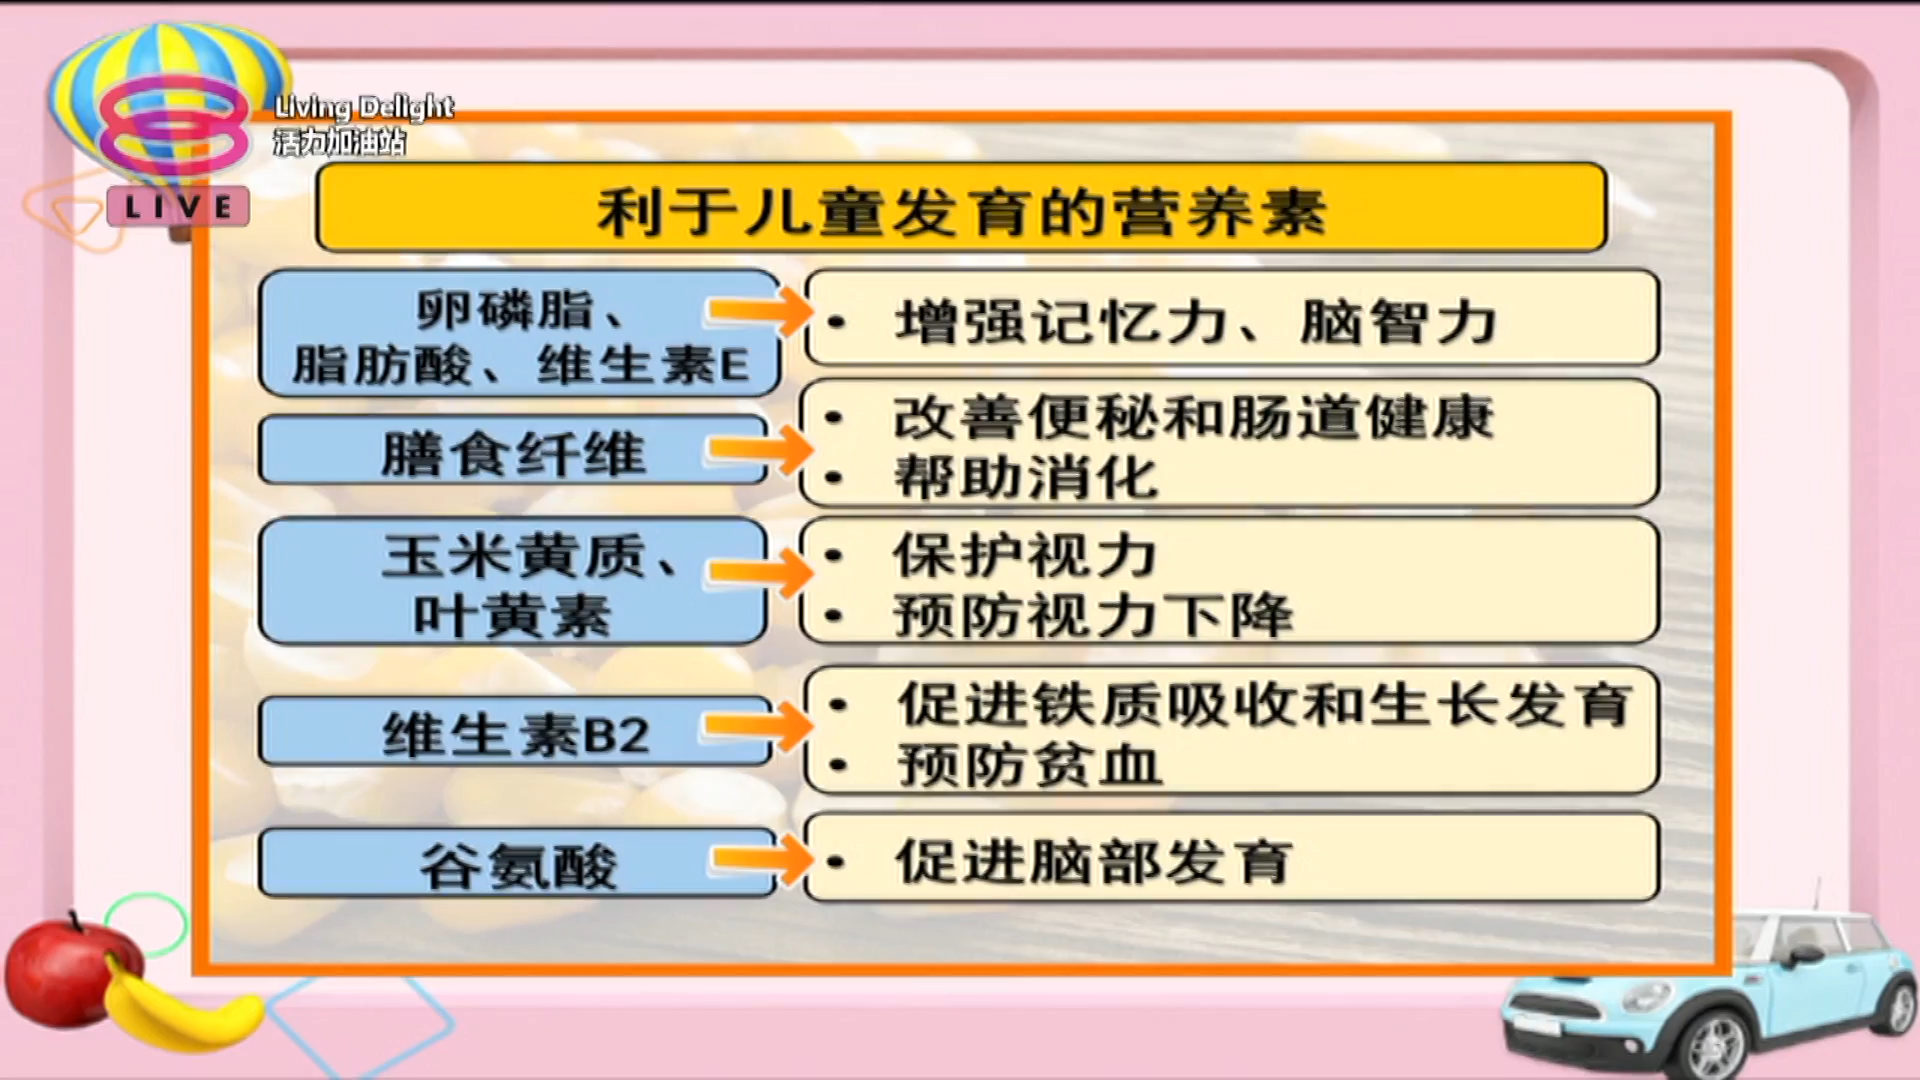 Living Delight
活力加油站
LIVE
利于儿童发育的营养素
卵磷脂、
脂肪酸、维生素E
• 增强记忆力、脑智力
膳食纤维
• 改善便秘和肠道健康
• 帮助消化
玉米黄质、
叶黄素
• 保护视力
• 预防视力下降
维生素B2
• 促进铁质吸收和生长发育
• 预防贫血
谷氨酸
• 促进脑部发育